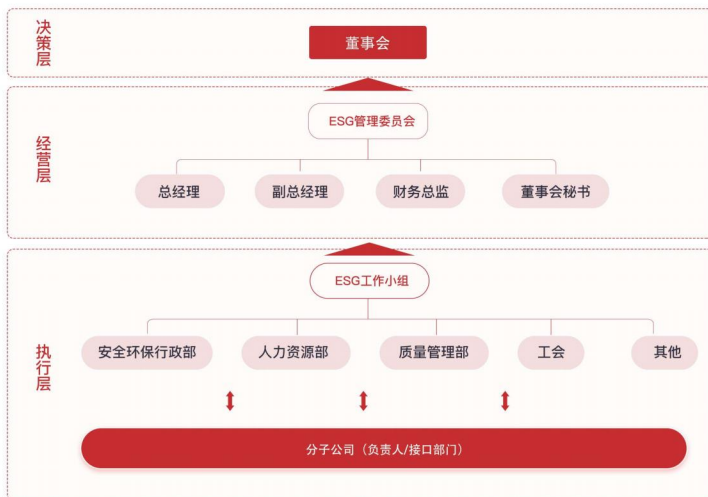 决策层
董事会
经营层
ESG管理委员会
总经理
副总经理
财务总监
董事会秘书
执行层
ESG工作小组
安全环保行政部
人力资源部
质量管理部
工会
其他
分子公司（负责人/接口部门）